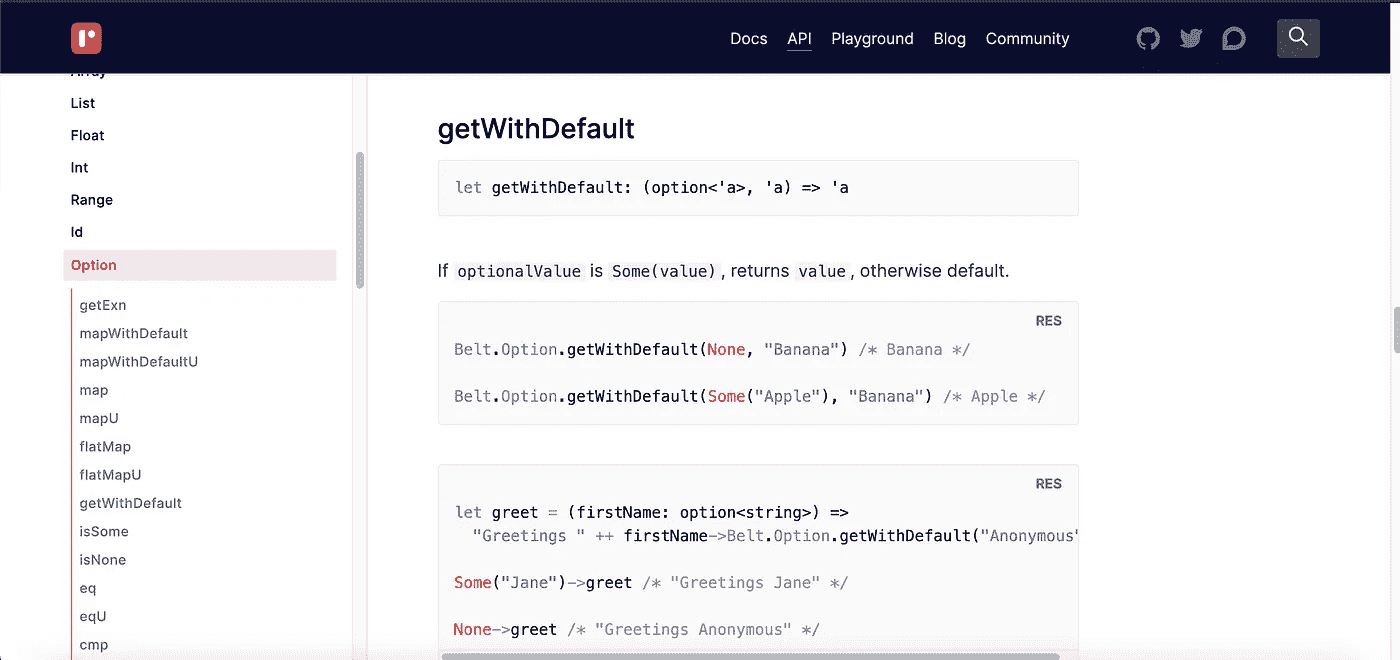 Docs API Playground Blog Community
Array
List
Float
Int
Range
Id
Option
getExn
mapWithDefault
mapWithDefaultU
map
mapU
flatMap
flatMapU
getWithDefault
isSome
isNone
eq
eqU
cmp
getWithDefault
let getWithDefault: (option<'a>, 'a) => 'a
If optionalValue is Some(value), returns value, otherwise default.
RES
Belt.Option.getWithDefault(None, "Banana") /* Banana */
Belt.Option.getWithDefault(Some("Apple"), "Banana") /* Apple */
RES
let greet = (firstName: option<string>) =>
"Greetings " ++ firstName->Belt.Option.getWithDefault("Anonymous"
Some("Jane")->greet /* "Greetings Jane" */
None->greet /* "Greetings Anonymous" */